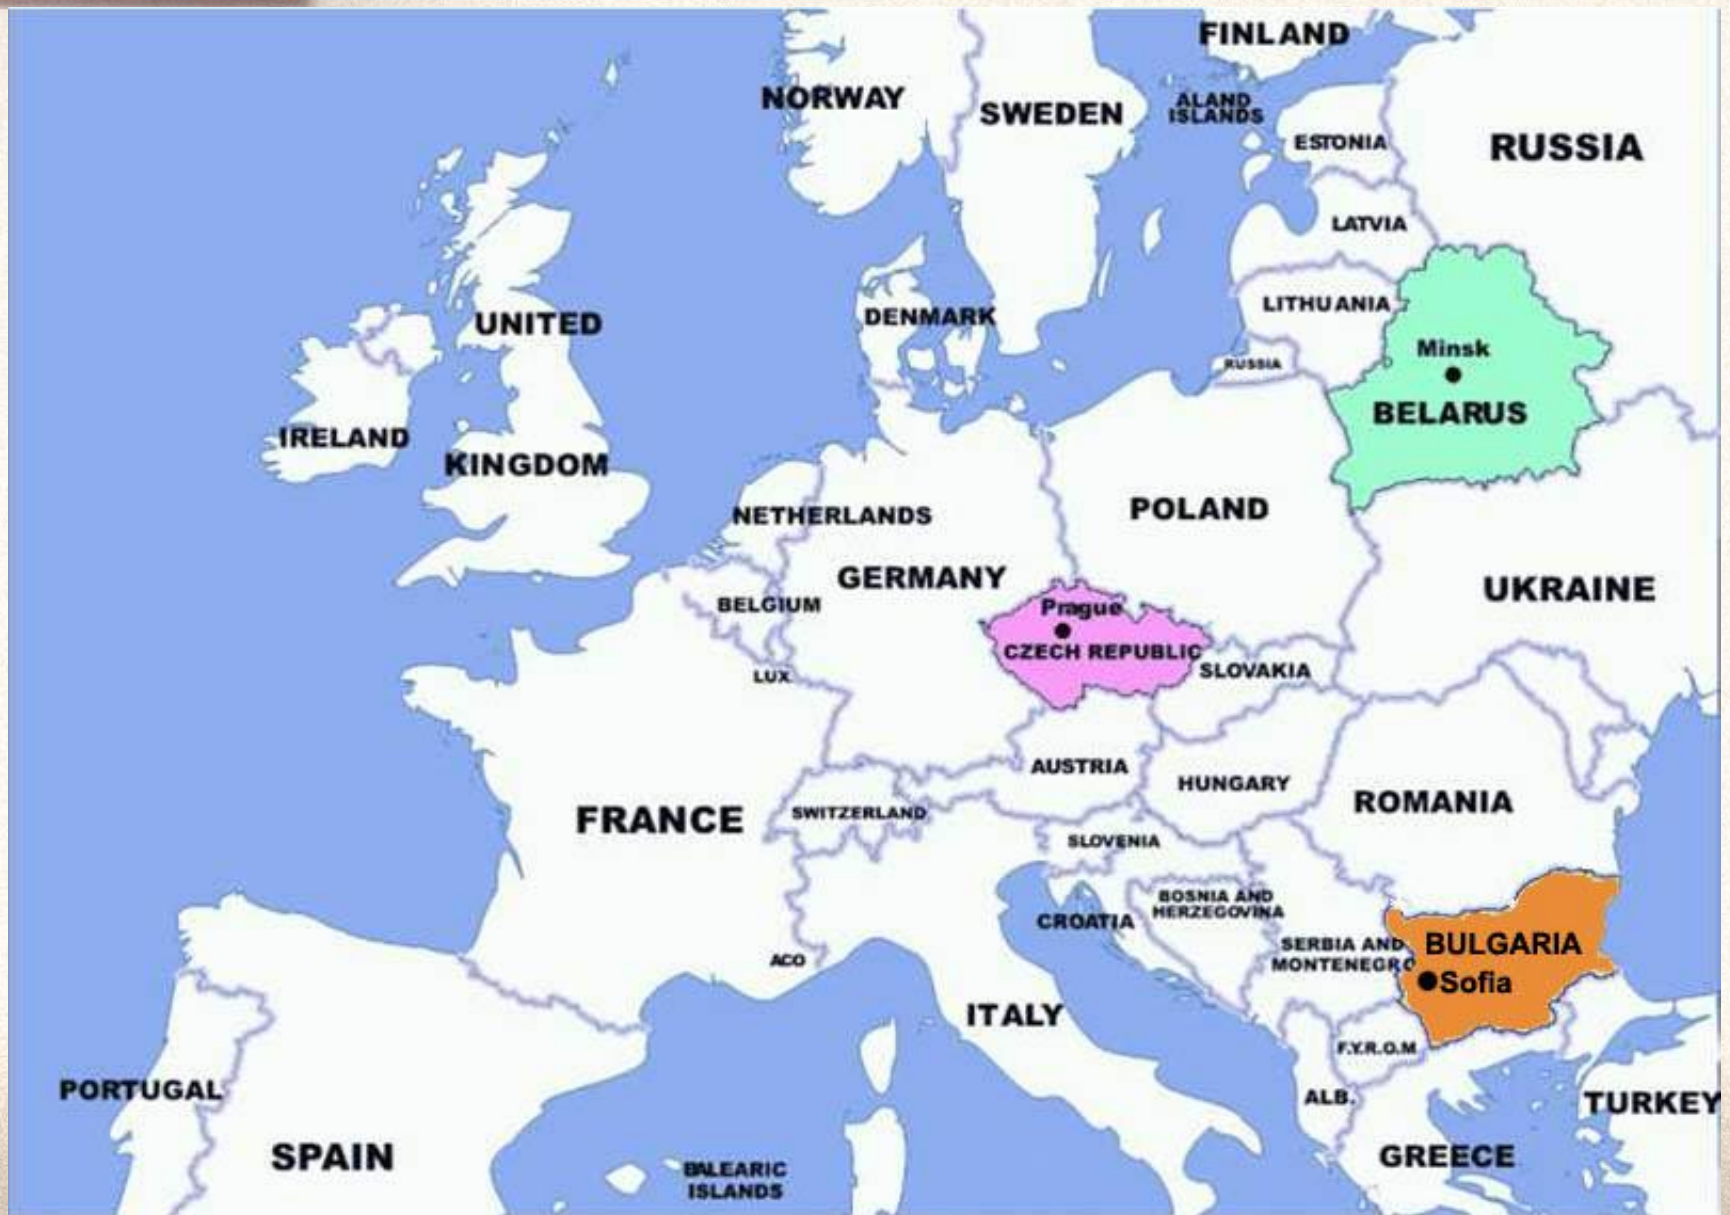 FINLAND
NORWAY
SWEDEN
ALAND
ISLANDS
ESTONIA
RUSSIA
LATVIA
LITHUANIA
UNITED
KINGDOM
DENMARK
Minsk
RUSSIA
BELARUS
IRELAND
NETHERLANDS
POLAND
GERMANY
UKRAINE
BELGIUM
Prague
CZECH REPUBLIC
SLOVAKIA
LUX
AUSTRIA
HUNGARY
ROMANIA
FRANCE
SWITZERLAND
SLOVENIA
BOSNIA AND
HERZEGOVINA
CROATIA
SERBIA AND
MONTENEGRO
BULGARIA
Sofia
ACO
ITALY
F.Y.R.O.M
PORTUGAL
ALB.
TURKEY
SPAIN
BALEARIC
ISLANDS
GREECE